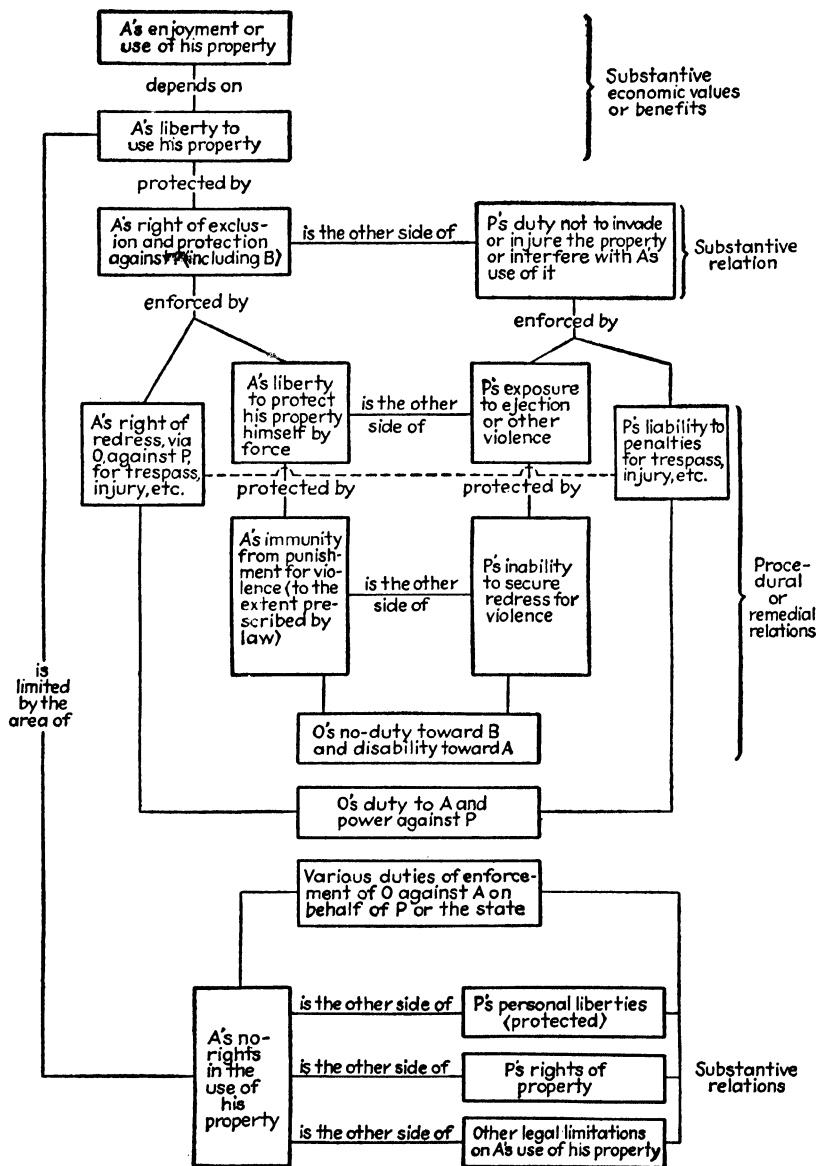 A's enjoyment or
use of his property
depends on
Substantive
economic values
or benefits
A's liberty to
use his property
protected by
A's right of exclus-
ion and protection
against P (including B)
is the other side of
P's duty not to invade
or injure the property
or interfere with A's
use of it
Substantive
relation
enforced by
enforced by
A's right of
redress, via
O, against P,
for trespass,
injury, etc.
A's liberty
to protect
his property
himself by
force
is the other
side of
P's exposure
to ejection
or other
violence
P's liability to
penalties
for trespass,
injury, etc.
protected by
protected by
A's immunity
from punish-
ment for vio-
lence (to the
extent pre-
scribed by
law)
is the other
side of
P's inability
to secure
redress for
violence
Proce-
dural
or
remedial
relations
is
limited
by the
area of
O's no-duty toward B
and disability toward A
O's duty to A and
power against P
Various duties of enforce-
ment of O against A on
behalf of P or the state
A's no-
rights
in the
use of
his
property
is the other side of
P's personal liberties
(protected)
is the other side of
P's rights of
property
is the other side of
Other legal limitations
on A's use of his property
Substantive
relations